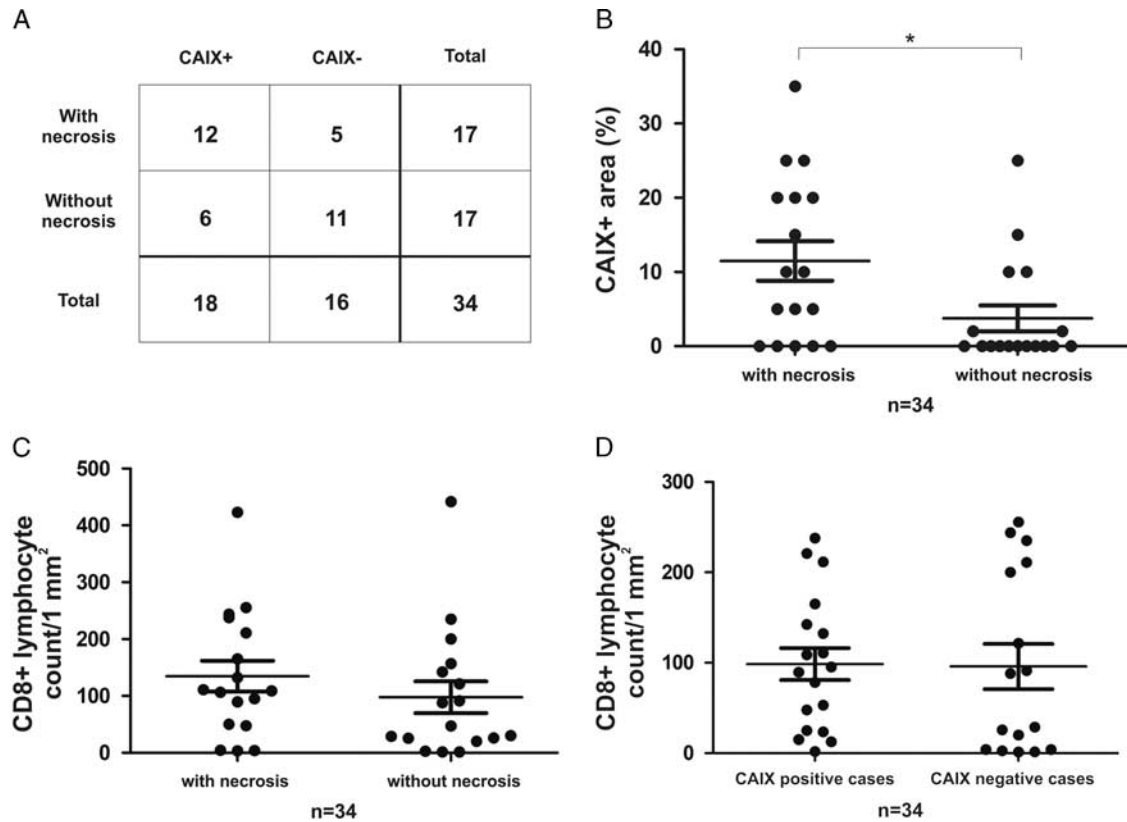 A
CAIX+ CAIX- Total
With
necrosis
12 5 17
Without
necrosis
6 11 17
Total
18 16 34
B
*
CAIX+ area (%)
40
30
20
10
0
with necrosis without necrosis
n=34
C
CD8+ lymphocyte
count/1 mm²
500
400
300
200
100
0
with necrosis without necrosis
n=34
D
CD8+ lymphocyte
count/1 mm²
300
200
100
0
CAIX positive cases CAIX negative cases
n=34